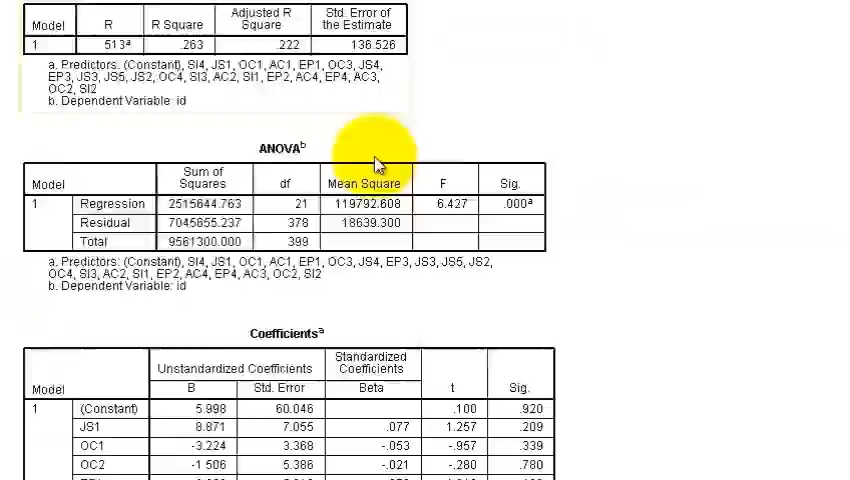 Model R R Square Adjusted R Square Std. Error of the Estimate
1 .513a .263 .222 136.526
a. Predictors: (Constant), SI4, JS1, OC1, AC1, EP1, OC3, JS4,
EP3, JS3, JS5, JS2, OC4, SI3, AC2, SI1, EP2, AC4, EP4, AC3,
OC2, SI2
b. Dependent Variable: id
ANOVAb
Model Sum of Squares df Mean Square F Sig.
1 Regression 2515644.763 21 119792.608 6.427 .000a
Residual 7045655.237 378 18639.300
Total 9561300.000 399
a. Predictors: (Constant), SI4, JS1, OC1, AC1, EP1, OC3, JS4, EP3, JS3, JS5, JS2,
OC4, SI3, AC2, SI1, EP2, AC4, EP4, AC3, OC2, SI2
b. Dependent Variable: id
Coefficientsa
Unstandardized Coefficients Standardized Coefficients
Model B Std. Error Beta t Sig.
1 (Constant) 5.998 60.046 .100 .920
JS1 8.871 7.055 .077 1.257 .209
OC1 -3.224 3.368 -.053 -.957 .339
OC2 -1.506 5.386 -.021 -.280 .780